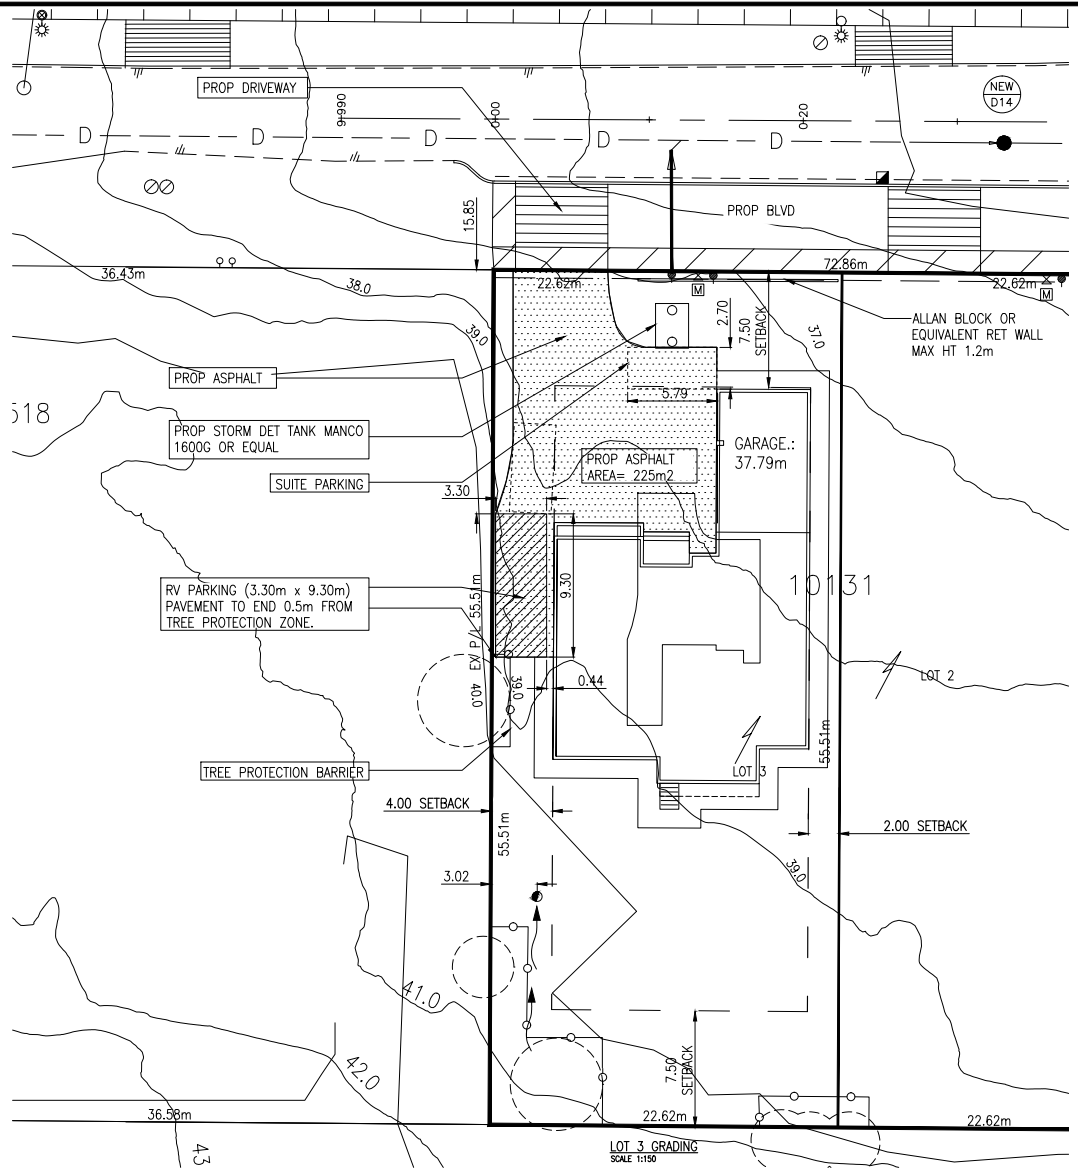 PROP DRIVEWAY
9+990
0+00
0+20
NEW
D14
D
D
D
D
D
15.85
PROP BLVD
36.43m
38.0
39.0
22.62m
72.86m
22.62m
M
M
2.70
7.50
SETBACK
37.0
ALLAN BLOCK OR
EQUIVALENT RET WALL
MAX HT 1.2m
PROP ASPHALT
5.79
518
PROP STORM DET TANK MANCO
1600G OR EQUAL
GARAGE.:
37.79m
PROP ASPHALT
AREA= 225m2
SUITE PARKING
3.30
RV PARKING (3.30m x 9.30m)
PAVEMENT TO END 0.5m FROM
TREE PROTECTION ZONE.
EX P/L 55.51m
9.30
10131
40.0
39.0
0.44
LOT 2
LOT 3
55.51m
TREE PROTECTION BARRIER
4.00 SETBACK
55.51m
2.00 SETBACK
3.02
39.0
41.0
42.0
7.50
SETBACK
36.58m
22.62m
22.62m
43
LOT 3 GRADING
SCALE 1:150